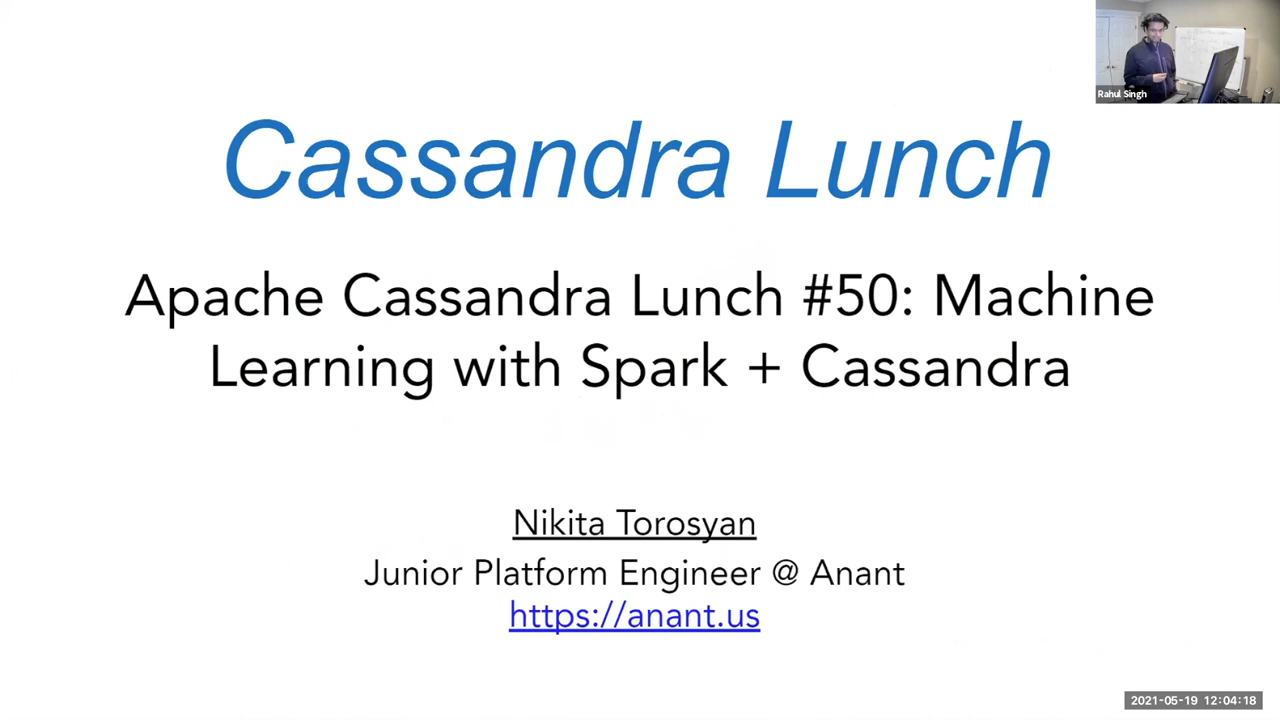 Rahul Singh
Cassandra Lunch
Apache Cassandra Lunch #50: Machine
Learning with Spark + Cassandra
Nikita Torosyan
Junior Platform Engineer @ Anant
https://anant.us
2021-05-19 12:04:18